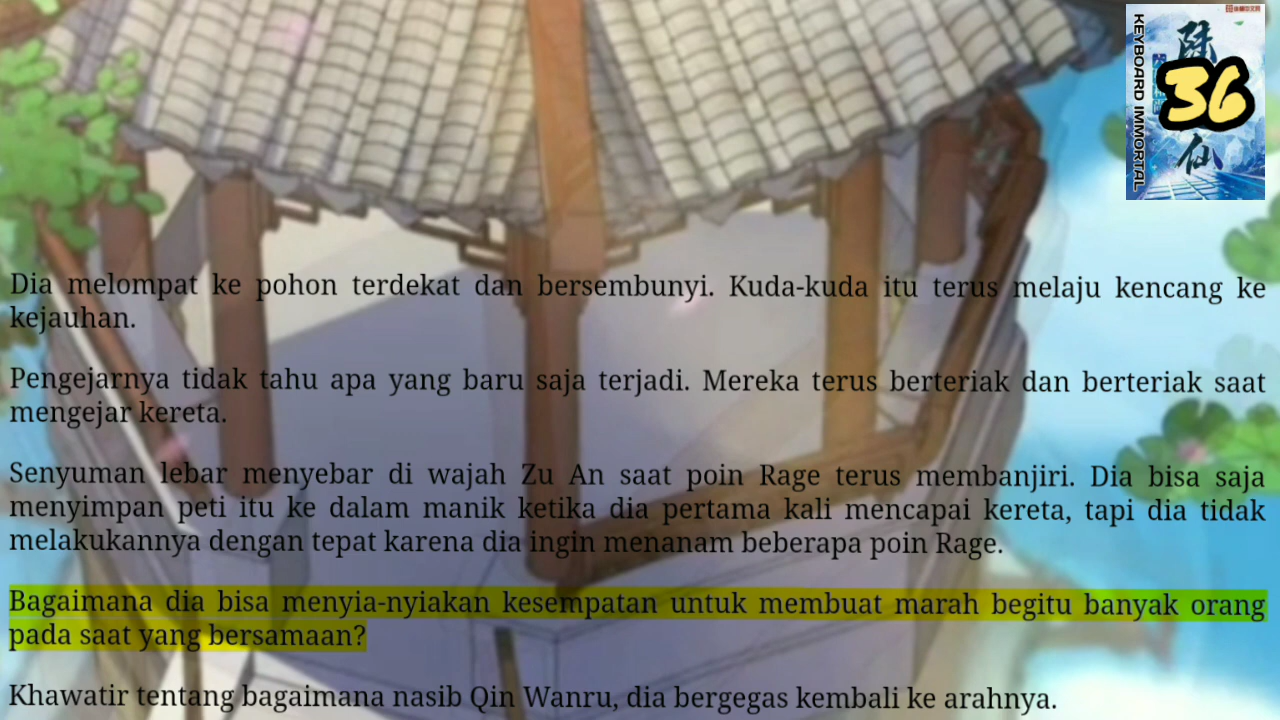 KEYBOARD IMMORTAL
36
仙
Dia melompat ke pohon terdekat dan bersembunyi. Kuda-kuda itu terus melaju kencang ke
kejauhan.
Pengejarnya tidak tahu apa yang baru saja terjadi. Mereka terus berteriak dan berteriak saat
mengejar kereta.
Senyuman lebar menyebar di wajah Zu An saat poin Rage terus membanjiri. Dia bisa saja
menyimpan peti itu ke dalam manik ketika dia pertama kali mencapai kereta, tapi dia tidak
melakukannya dengan tepat karena dia ingin menanam beberapa poin Rage.
Bagaimana dia bisa menyia-nyiakan kesempatan untuk membuat marah begitu banyak orang
pada saat yang bersamaan?
Khawatir tentang bagaimana nasib Qin Wanru, dia bergegas kembali ke arahnya.